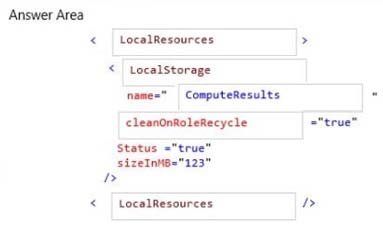 Answer Area
< LocalResources >
< LocalStorage
name=" ComputeResults "
cleanOnRoleRecycle ="true"
Status ="true"
sizeInMB="123"
/>
< LocalResources />